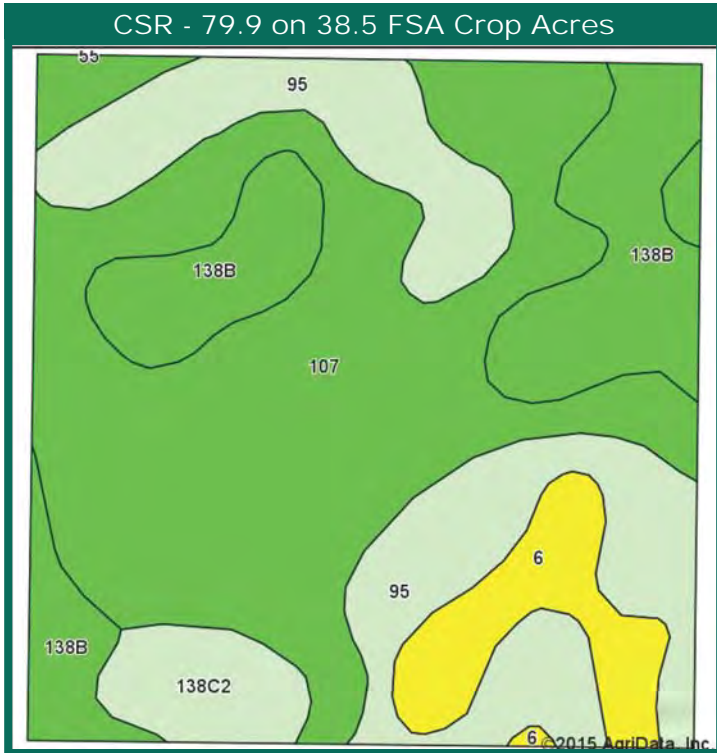 CSR - 79.9 on 38.5 FSA Crop Acres
55
95
138B
138B
107
6
95
138B
138C2
6
©2015 AgriData, Inc.